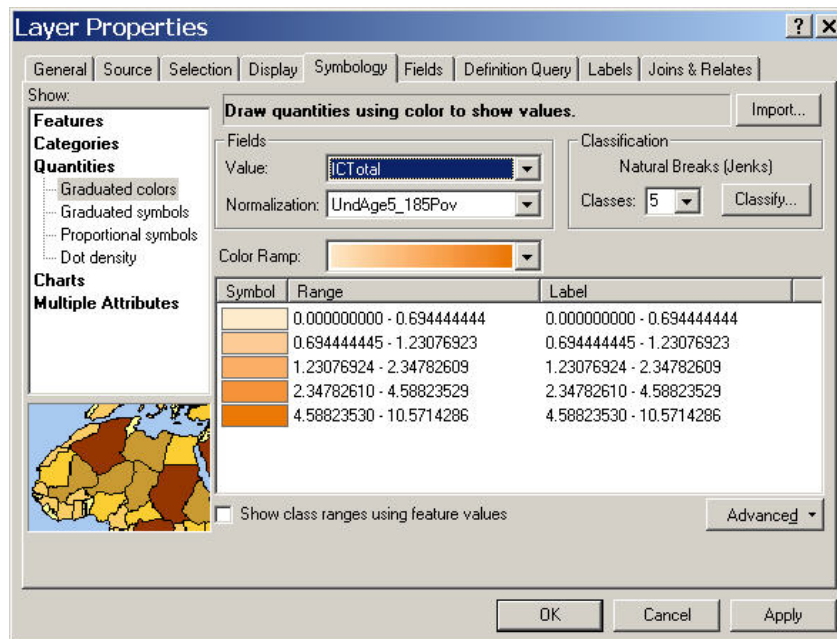 Layer Properties
General Source Selection Display Symbology Fields Definition Query Labels Joins & Relates
Show:
Features
Categories
Quantities
Graduated colors
Graduated symbols
Proportional symbols
Dot density
Charts
Multiple Attributes
Draw quantities using color to show values.
Import...
Fields
Value: ICTotal
Normalization: UndAge5_185Pov
Classification
Natural Breaks (Jenks)
Classes: 5 Classify...
Color Ramp:
Symbol Range Label
0.000000000 - 0.694444444 0.000000000 - 0.694444444
0.694444445 - 1.23076923 0.694444445 - 1.23076923
1.23076924 - 2.34782609 1.23076924 - 2.34782609
2.34782610 - 4.58823529 2.34782610 - 4.58823529
4.58823530 - 10.5714286 4.58823530 - 10.5714286
Show class ranges using feature values
Advanced
OK Cancel Apply